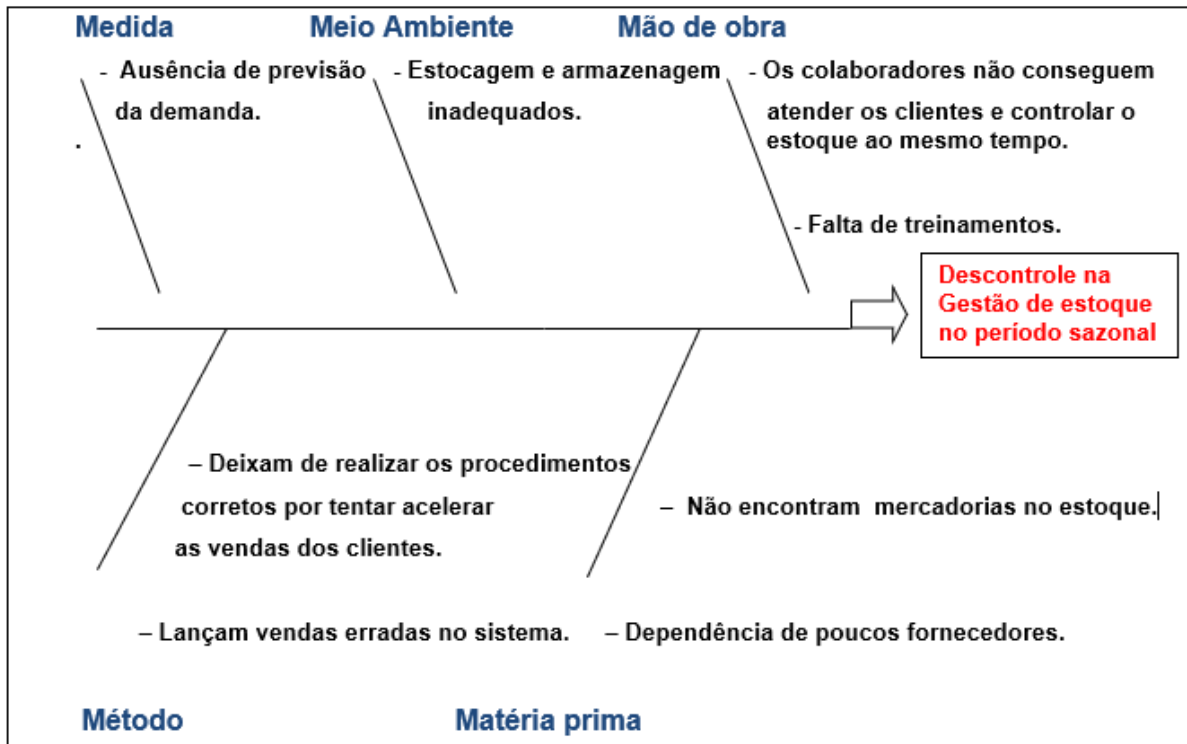 Medida
Meio Ambiente
Mão de obra
- Ausência de previsão
da demanda.
.
- Estocagem e armazenagem
inadequados.
- Os colaboradores não conseguem
atender os clientes e controlar o
estoque ao mesmo tempo.
- Falta de treinamentos.
Descontrole na
Gestão de estoque
no período sazonal
– Deixam de realizar os procedimentos
corretos por tentar acelerar
as vendas dos clientes.
– Não encontram mercadorias no estoque.
– Lançam vendas erradas no sistema.
– Dependência de poucos fornecedores.
Método
Matéria prima